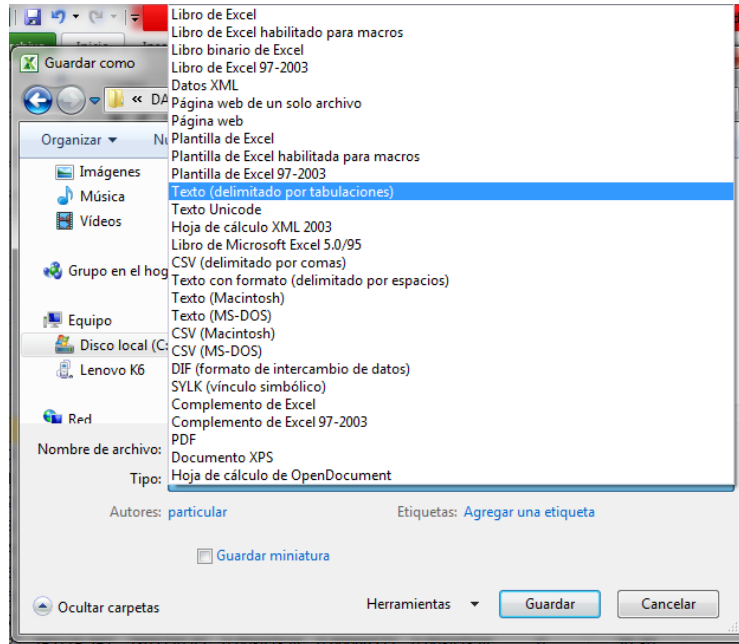 Libro de Excel
Libro de Excel habilitado para macros
Libro binario de Excel
Libro de Excel 97-2003
Datos XML
Página web de un solo archivo
Página web
Plantilla de Excel
Plantilla de Excel habilitada para macros
Plantilla de Excel 97-2003
Texto (delimitado por tabulaciones)
Texto Unicode
Hoja de cálculo XML 2003
Libro de Microsoft Excel 5.0/95
CSV (delimitado por comas)
Texto con formato (delimitado por espacios)
Texto (Macintosh)
Texto (MS-DOS)
CSV (Macintosh)
CSV (MS-DOS)
DIF (formato de intercambio de datos)
SYLK (vínculo simbólico)
Complemento de Excel
Complemento de Excel 97-2003
PDF
Documento XPS
Hoja de cálculo de OpenDocument
Guardar como
« DA
Organizar
Nu
Imágenes
Música
Vídeos
Grupo en el hog
Equipo
Disco local (C:
Lenovo K6
Red
Nombre de archivo:
Tipo:
Autores: particular Etiquetas: Agregar una etiqueta
Guardar miniatura
Ocultar carpetas Herramientas Guardar Cancelar